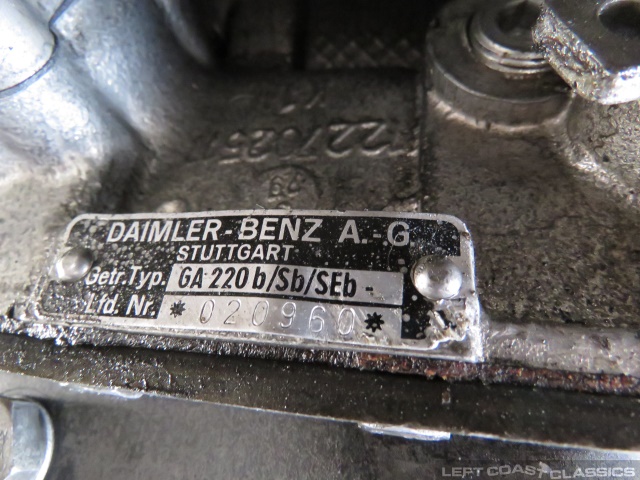 DAIMLER-BENZ A.-G.
STUTTGART
Getr.Typ. GA 220 b/Sb/SEb -
Lfd. Nr. *020960*
LEFT COAST CLASSICS